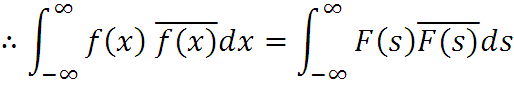 ∴ ∫_{-∞}^{∞} f(x) \overline{f(x)}dx = ∫_{-∞}^{∞} F(s)\overline{F(s)}ds